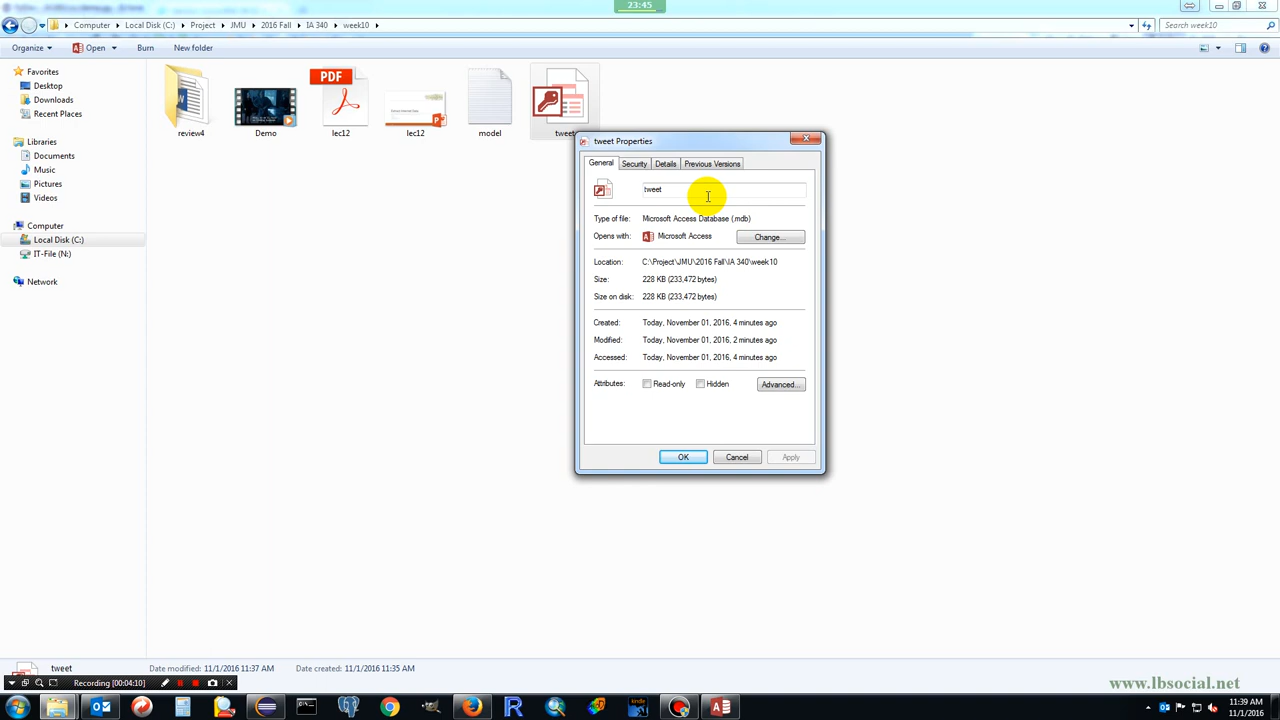 23:45
Computer ▸ Local Disk (C:) ▸ Project ▸ JMU ▸ 2016 Fall ▸ IA 340 ▸ week10 ▸
Search week10
Organize Open Burn New folder
Favorites
Desktop
Downloads
Recent Places
Libraries
Documents
Music
Pictures
Videos
Computer
Local Disk (C:)
IT-File (N:)
Network
PDF
review4 Demo lec12 lec12 model tweet
tweet Properties
General Security Details Previous Versions
tweet
Type of file: Microsoft Access Database (.mdb)
Opens with: Microsoft Access Change...
Location: C:\Project\JMU\2016 Fall\IA 340\week10
Size: 228 KB (233,472 bytes)
Size on disk: 228 KB (233,472 bytes)
Created: Today, November 01, 2016, 4 minutes ago
Modified: Today, November 01, 2016, 2 minutes ago
Accessed: Today, November 01, 2016, 4 minutes ago
Attributes: Read-only Hidden Advanced...
OK Cancel Apply
tweet Date modified: 11/1/2016 11:37 AM Date created: 11/1/2016 11:35 AM
Recording [00:04:10]
www.lbsocial.net
11:39 AM
11/1/2016